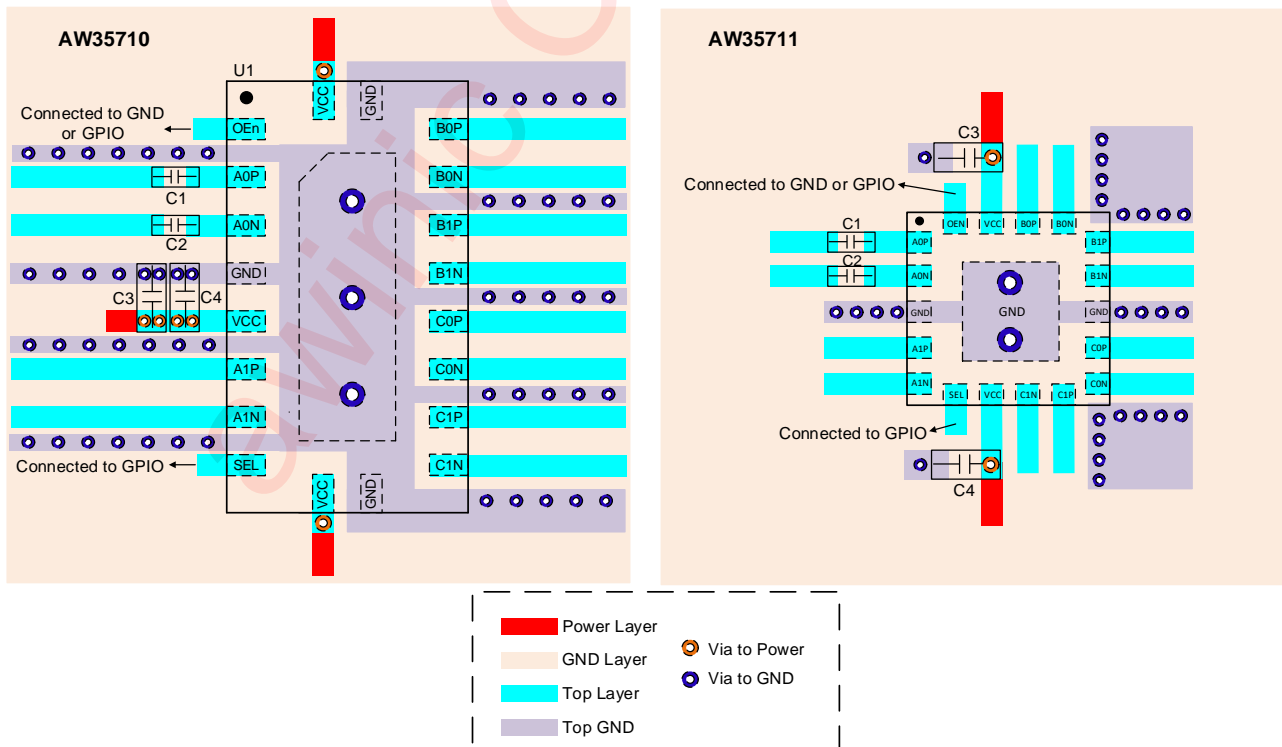 AW35710
U1
VCC
GND
Connected to GND
or GPIO
OEn
B0P
A0P
B0N
C1
A0N
B1P
C2
GND
B1N
C3
C4
VCC
C0P
A1P
C0N
A1N
C1P
Connected to GPIO
SEL
C1N
VCC
GND
awinic C
AW35711
C3
Connected to GND or GPIO
OEN
VCC
B0P
B0N
C1
A0P
B1P
C2
A0N
B1N
GND
GND
GND
A1P
C0P
A1N
C0N
SEL
VCC
C1N
C1P
Connected to GPIO
C4
Power Layer
GND Layer
Top Layer
Top GND
Via to Power
Via to GND